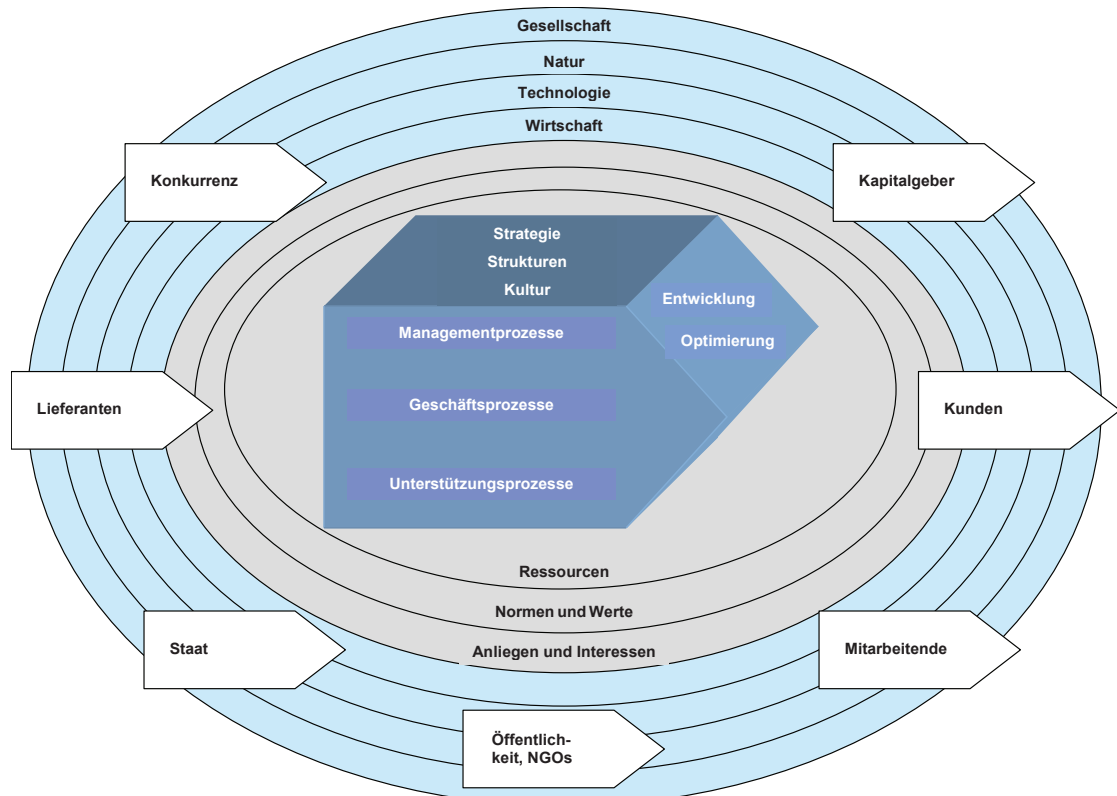 Gesellschaft
Natur
Technologie
Wirtschaft
Konkurrenz
Kapitalgeber
Strategie
Strukturen
Kultur
Entwicklung
Optimierung
Managementprozesse
Geschäftsprozesse
Unterstützungsprozesse
Lieferanten
Kunden
Ressourcen
Normen und Werte
Anliegen und Interessen
Staat
Mitarbeitende
Öffentlich-
keit, NGOs